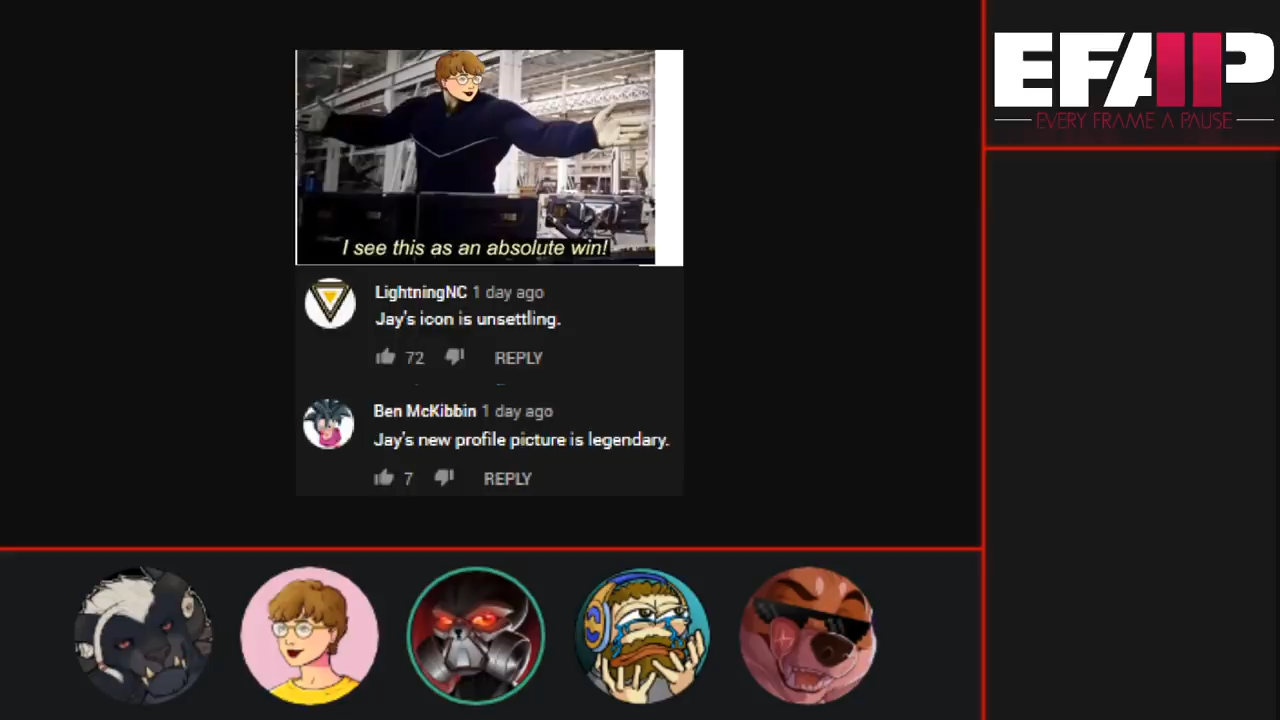 EFAP
EVERY FRAME A PAUSE
I see this as an absolute win!
LightningNC 1 day ago
Jay's icon is unsettling.
72 REPLY
Ben McKibbin 1 day ago
Jay's new profile picture is legendary.
7 REPLY